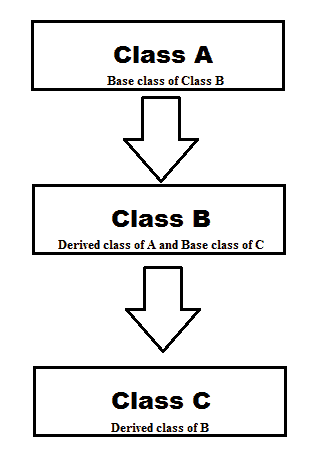 Class A
Base class of Class B
Class B
Derived class of A and Base class of C
Class C
Derived class of B